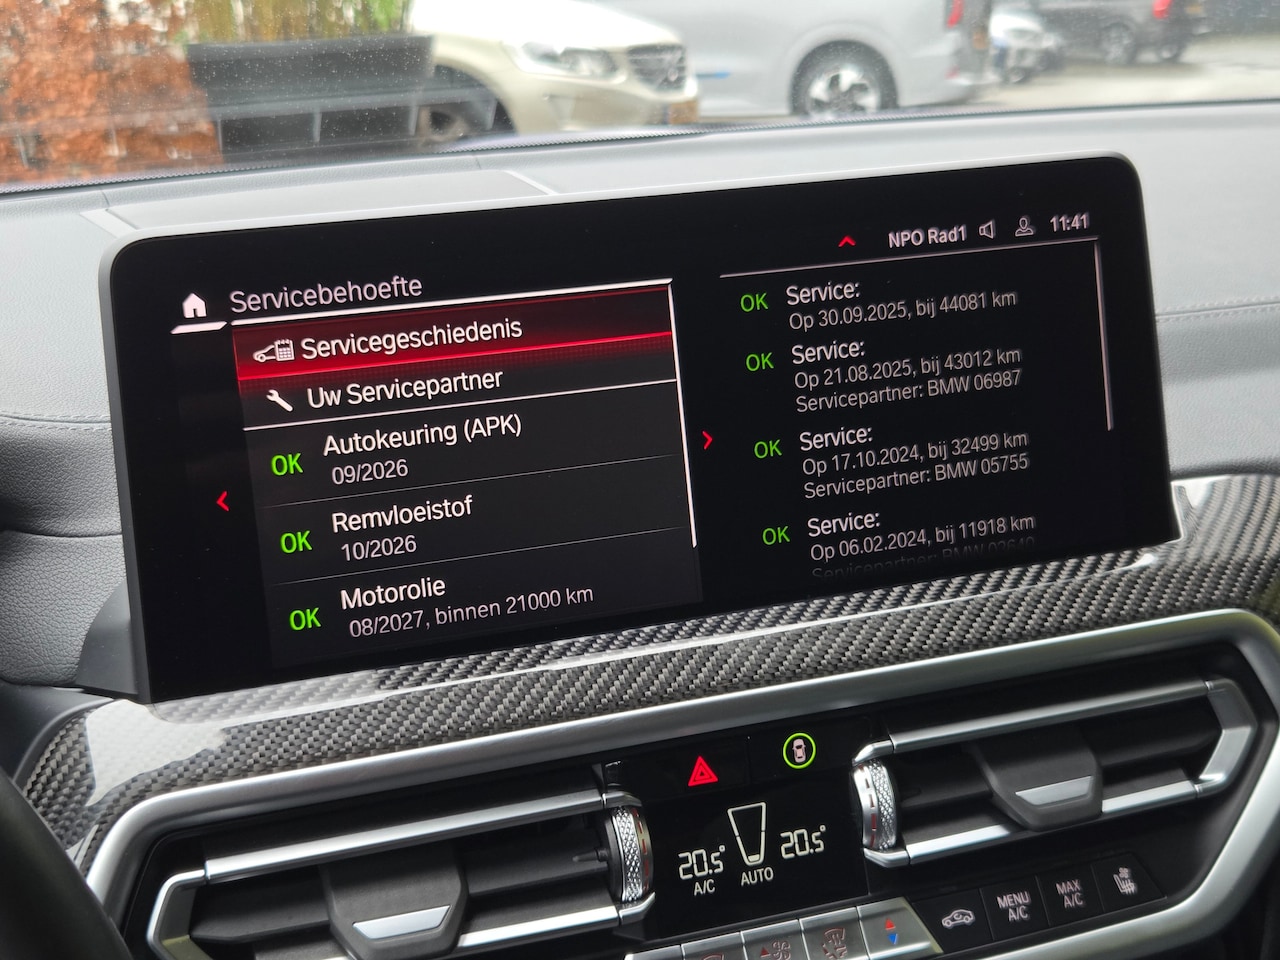 NPO Rad1 11:41
Servicebehoefte
Servicegeschiedenis
Uw Servicepartner
OK Autokeuring (APK)
09/2026
OK Remvloeistof
10/2026
OK Motorolie
08/2027, binnen 21000 km
OK Service:
Op 30.09.2025, bij 44081 km
OK Service:
Op 21.08.2025, bij 43012 km
Servicepartner: BMW 06987
OK Service:
Op 17.10.2024, bij 32499 km
Servicepartner: BMW 05755
OK Service:
Op 06.02.2024, bij 11918 km
Servicepartner: BMW
20.5° 20.5°
A/C AUTO
MENU
A/C
MAX
A/C